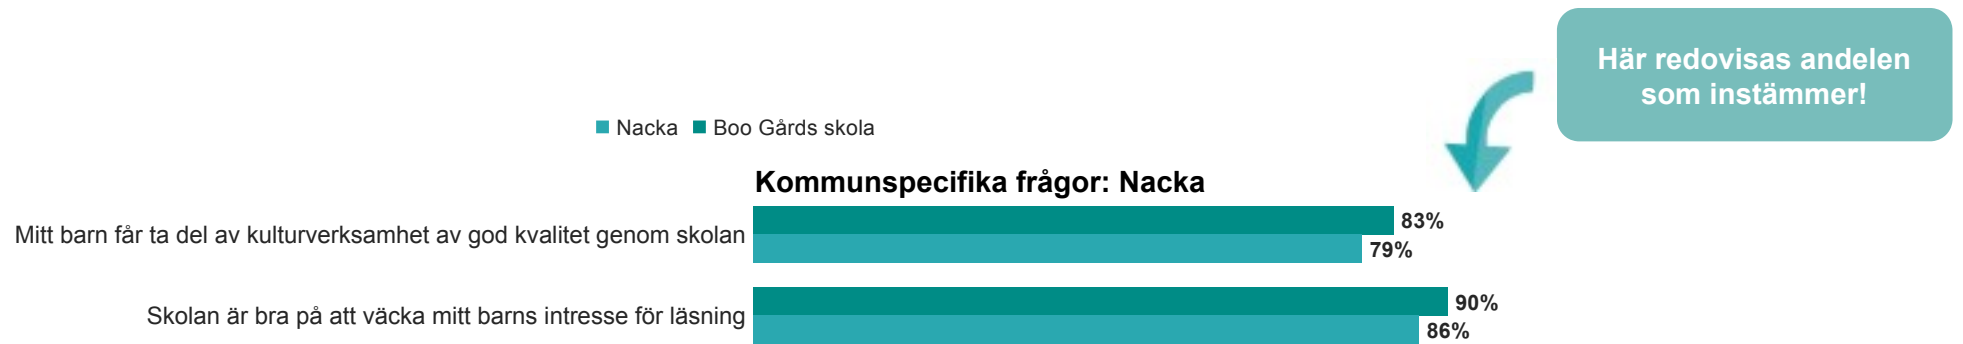 Här redovisas andelen
som instämmer!
Nacka Boo Gårds skola
Kommunspecifika frågor: Nacka
Mitt barn får ta del av kulturverksamhet av god kvalitet genom skolan
83%
79%
Skolan är bra på att väcka mitt barns intresse för läsning
90%
86%